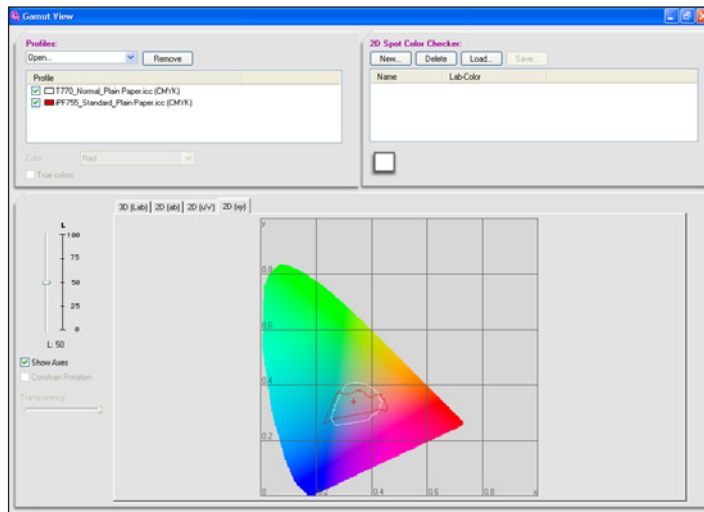 Gamut View
Profiles:
Open...
Remove
Profile
T770_Normal_Plain Paper.icc (CMYK)
iPF755_Standard_Plain Paper.icc (CMYK)
Color
Red
True colors
2D Spot Color Checker:
New...
Delete
Load...
Save...
Name Lab-Color
3D (Lab) 2D (ab) 2D (u'v') 2D (xy)
L
100
75
50
25
0
L: 50
Show Axes
Constrain Rotation
Transparency
y
0.8
0.6
0.4
0.2
0 0.2 0.4 0.6 0.8 x